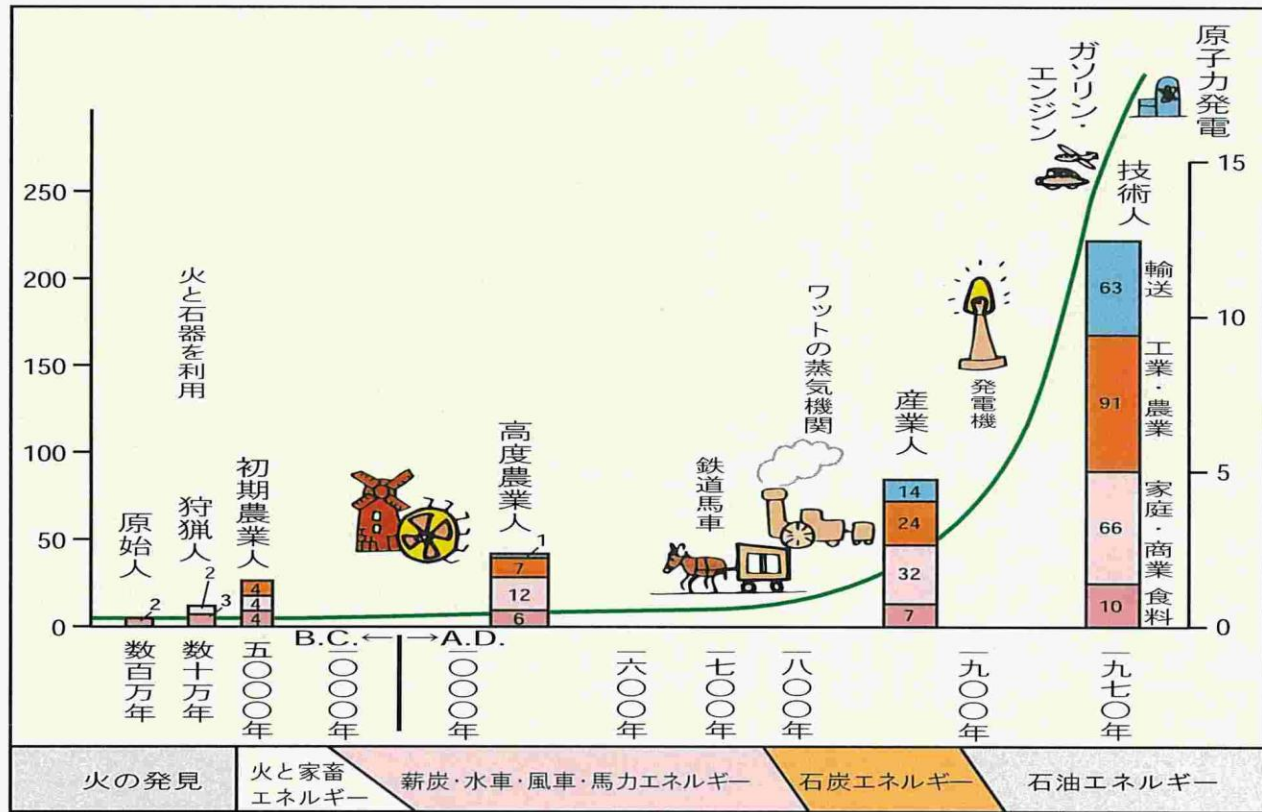 原子力発電
ガソリン・
エンジン
技術人
250
200
150
100
50
0
15
10
5
0
火と石器を利用
原始人
狩猟人
初期農業人
高度農業人
鉄道馬車
ワットの蒸気機関
産業人
発電機
輸送
工業・農業
家庭・商業
食料
2
2
3
4
4
4
1
7
12
6
14
24
32
7
63
91
66
10
B.C.←
→A.D.
数百万年
数十万年
五〇〇〇年
一〇〇〇年
一〇〇〇年
一六〇〇年
一七〇〇年
一八〇〇年
一九〇〇年
一九七〇年
火の発見
火と家畜
エネルギー
薪炭・水車・風車・馬力エネルギー
石炭エネルギー
石油エネルギー